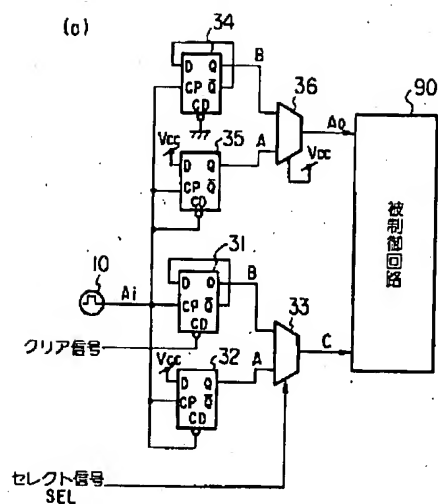 (a)
34
D Q
B
CP Q̅
CD
36
90
VCC
35
D Q
A
CP Q̅
CD
A0
VCC
被制御回路
31
D Q
B
CP Q̅
CD
10
Ai
33
クリア信号
VCC
32
D Q
A
CP Q̅
CD
C
セレクト信号
SEL